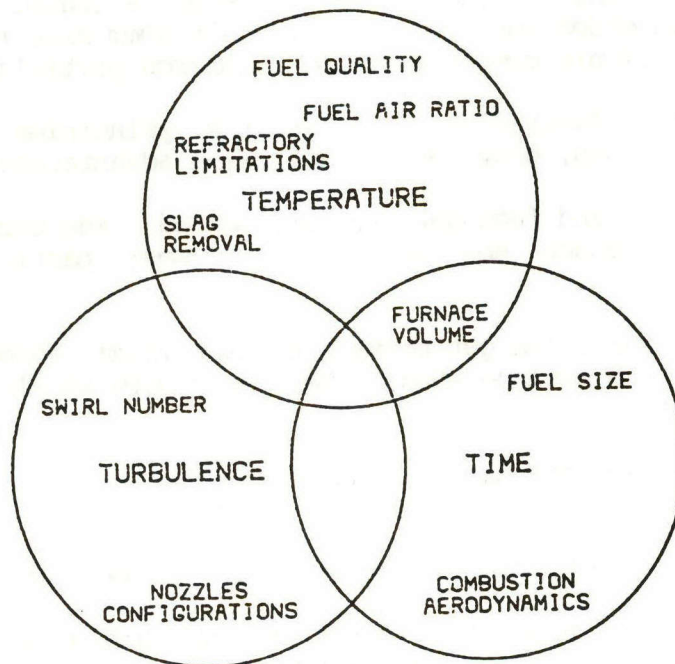 FUEL QUALITY
FUEL AIR RATIO
REFRACTORY
LIMITATIONS
TEMPERATURE
SLAG
REMOVAL
FURNACE
VOLUME
FUEL SIZE
SWIRL NUMBER
TURBULENCE
TIME
NOZZLES
CONFIGURATIONS
COMBUSTION
AERODYNAMICS